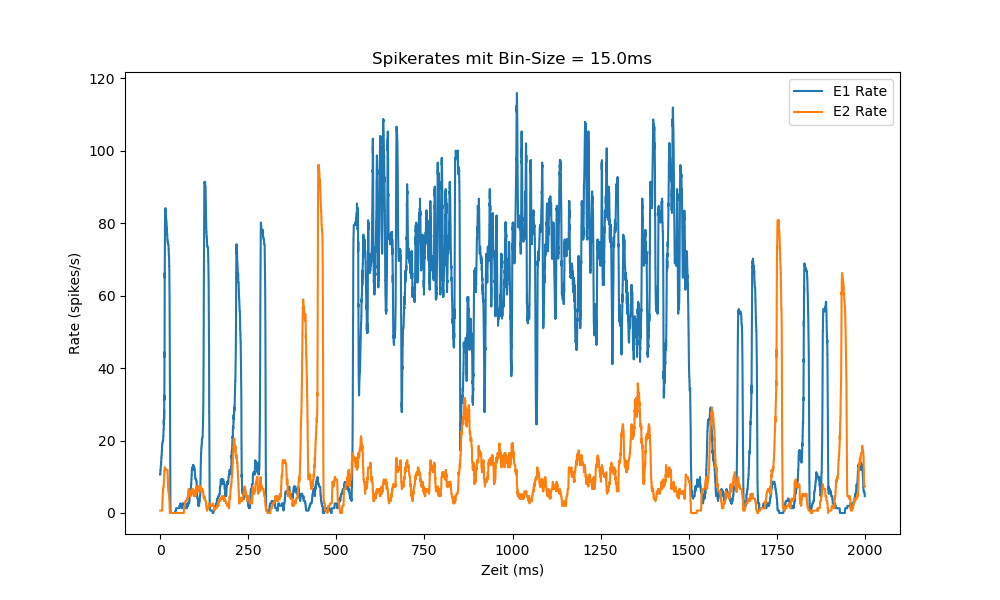 Spikerates mit Bin-Size = 15.0ms
E1 Rate
E2 Rate
Rate (spikes/s)
120
100
80
60
40
20
0
0 250 500 750 1000 1250 1500 1750 2000
Zeit (ms)